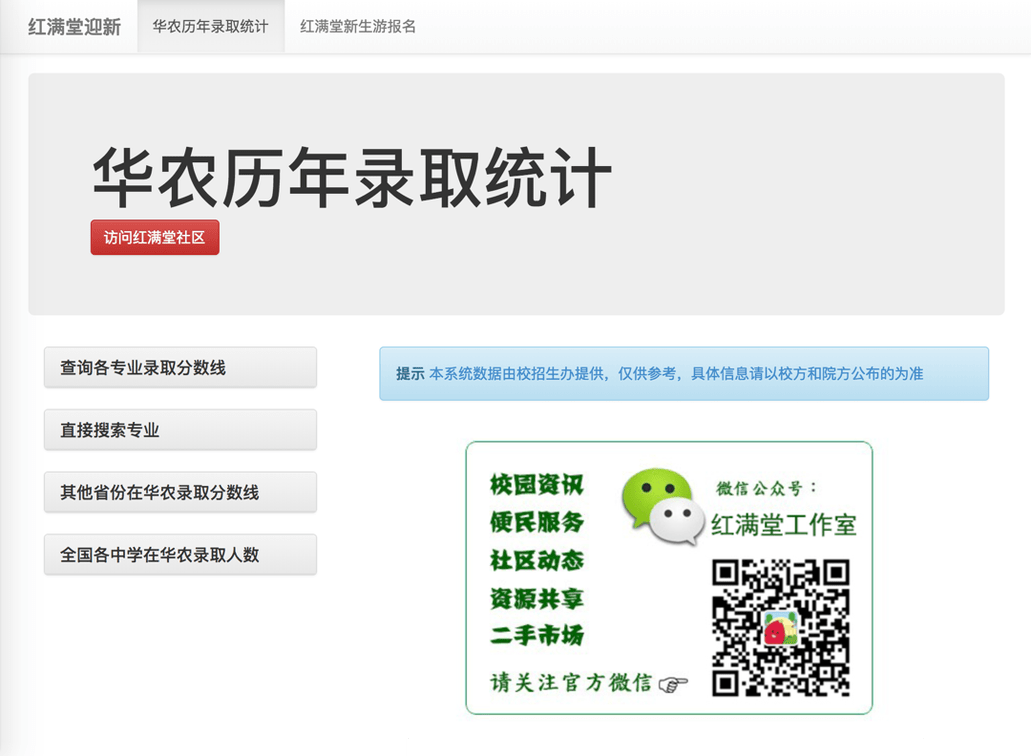 红满堂迎新 华农历年录取统计 红满堂新生游报名
华农历年录取统计
访问红满堂社区
查询各专业录取分数线
直接搜索专业
其他省份在华农录取分数线
全国各中学在华农录取人数
提示 本系统数据由校招生办提供，仅供参考，具体信息请以校方和院方公布的为准
校园资讯
便民服务
社区动态
资源共享
二手市场
请关注官方微信
微信公众号：
红满堂工作室